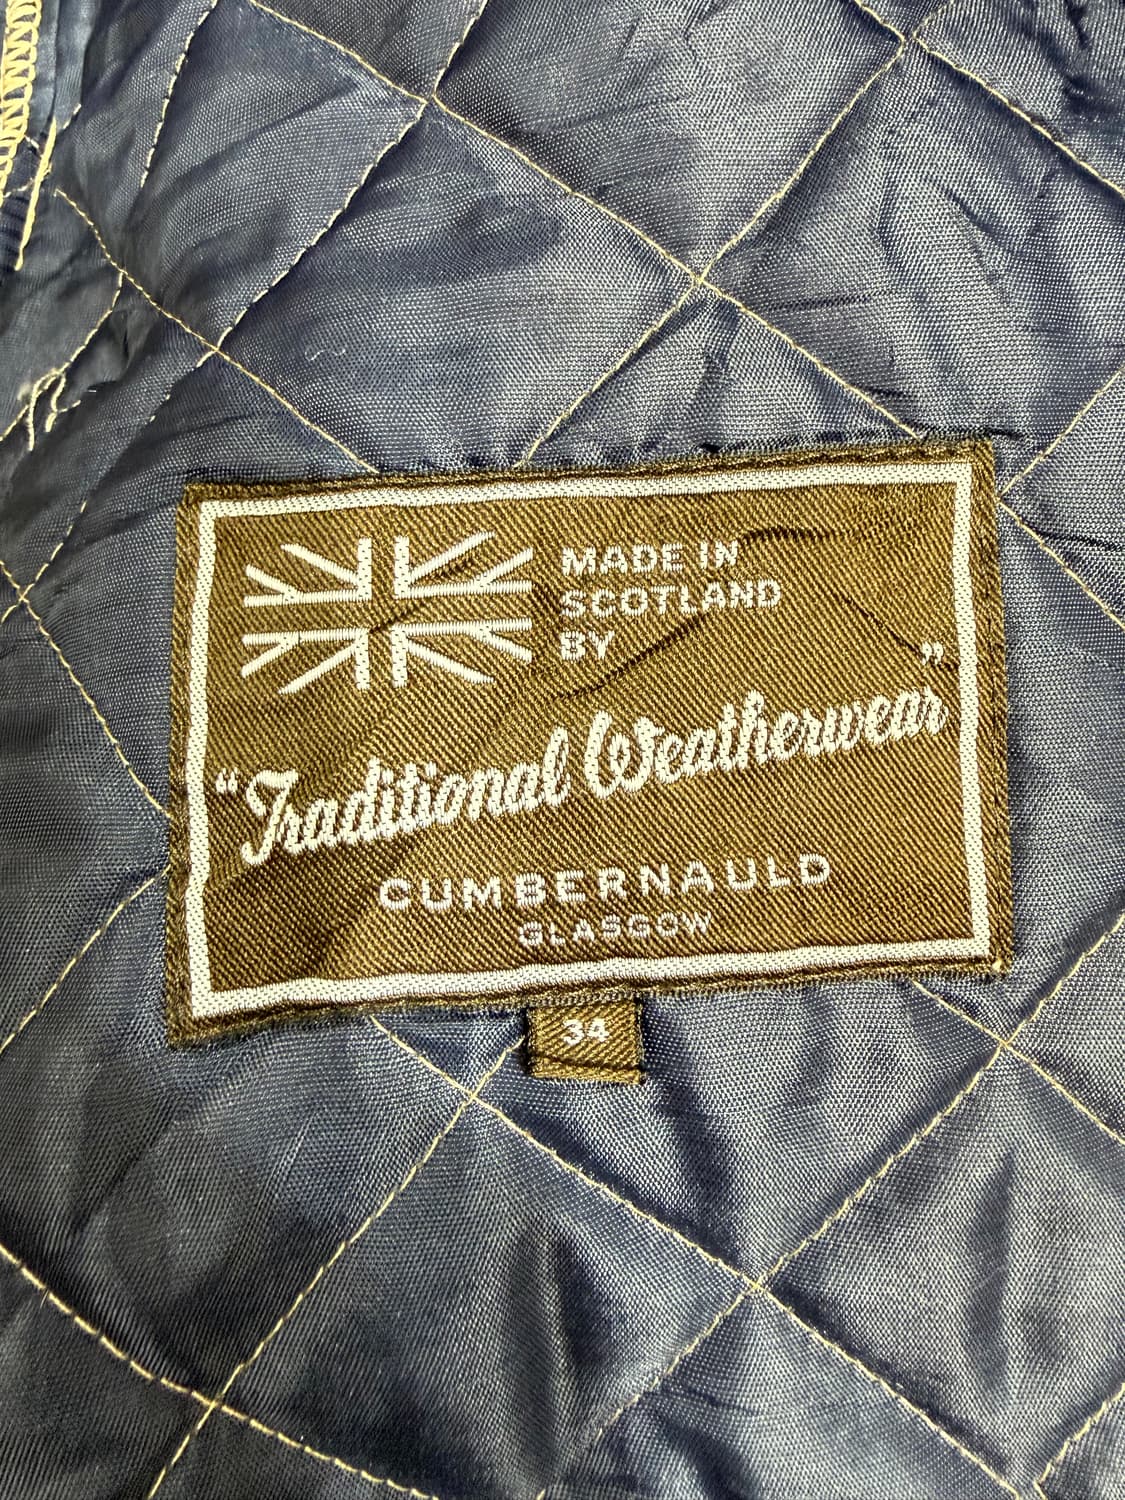 MADE IN
SCOTLAND
BY
"Traditional Weatherwear"
CUMBERNAULD
GLASGOW
34